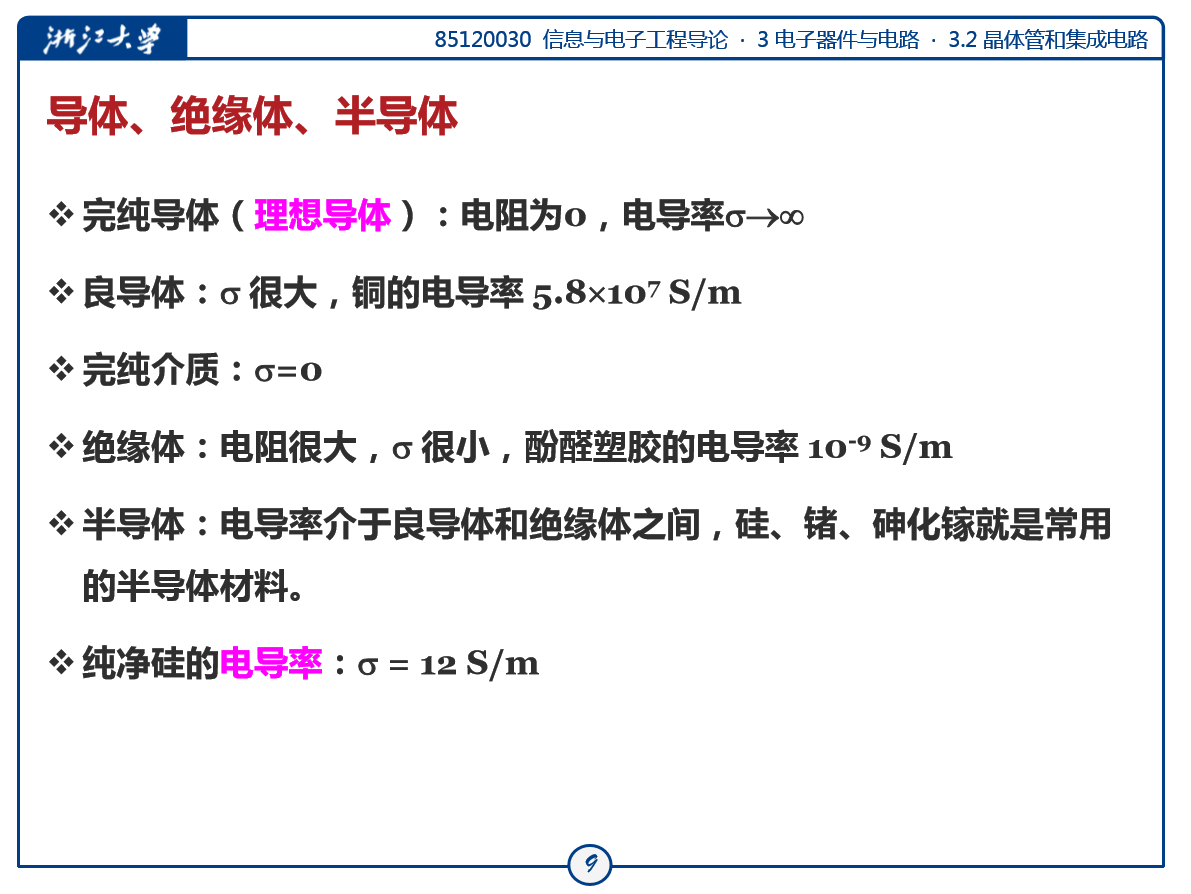 浙江大学
85120030 信息与电子工程导论 · 3 电子器件与电路 · 3.2 晶体管和集成电路
导体、绝缘体、半导体
❖ 完纯导体（理想导体）：电阻为0，电导率σ→∞
❖ 良导体：σ 很大，铜的电导率 5.8×10⁷ S/m
❖ 完纯介质：σ=0
❖ 绝缘体：电阻很大，σ 很小，酚醛塑胶的电导率 10⁻⁹ S/m
❖ 半导体：电导率介于良导体和绝缘体之间，硅、锗、砷化镓就是常用
的半导体材料。
❖ 纯净硅的电导率：σ = 12 S/m
9